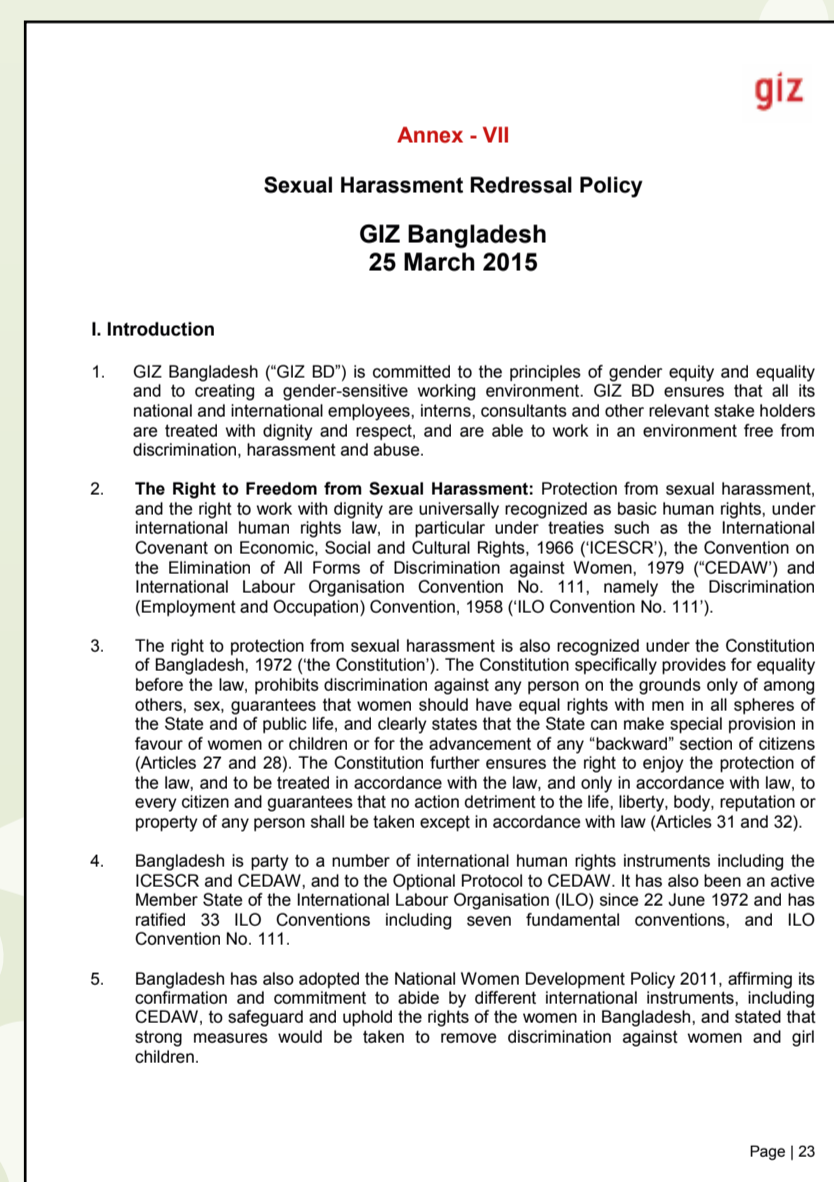 giz
Annex - VII
Sexual Harassment Redressal Policy
GIZ Bangladesh
25 March 2015
I. Introduction
1. GIZ Bangladesh (“GIZ BD”) is committed to the principles of gender equity and equality
and to creating a gender-sensitive working environment. GIZ BD ensures that all its
national and international employees, interns, consultants and other relevant stake holders
are treated with dignity and respect, and are able to work in an environment free from
discrimination, harassment and abuse.
2. The Right to Freedom from Sexual Harassment: Protection from sexual harassment,
and the right to work with dignity are universally recognized as basic human rights, under
international human rights law, in particular under treaties such as the International
Covenant on Economic, Social and Cultural Rights, 1966 (‘ICESCR’), the Convention on
the Elimination of All Forms of Discrimination against Women, 1979 (“CEDAW’) and
International Labour Organisation Convention No. 111, namely the Discrimination
(Employment and Occupation) Convention, 1958 (‘ILO Convention No. 111’).
3. The right to protection from sexual harassment is also recognized under the Constitution
of Bangladesh, 1972 (‘the Constitution’). The Constitution specifically provides for equality
before the law, prohibits discrimination against any person on the grounds only of among
others, sex, guarantees that women should have equal rights with men in all spheres of
the State and of public life, and clearly states that the State can make special provision in
favour of women or children or for the advancement of any “backward” section of citizens
(Articles 27 and 28). The Constitution further ensures the right to enjoy the protection of
the law, and to be treated in accordance with the law, and only in accordance with law, to
every citizen and guarantees that no action detriment to the life, liberty, body, reputation or
property of any person shall be taken except in accordance with law (Articles 31 and 32).
4. Bangladesh is party to a number of international human rights instruments including the
ICESCR and CEDAW, and to the Optional Protocol to CEDAW. It has also been an active
Member State of the International Labour Organisation (ILO) since 22 June 1972 and has
ratified 33 ILO Conventions including seven fundamental conventions, and ILO
Convention No. 111.
5. Bangladesh has also adopted the National Women Development Policy 2011, affirming its
confirmation and commitment to abide by different international instruments, including
CEDAW, to safeguard and uphold the rights of the women in Bangladesh, and stated that
strong measures would be taken to remove discrimination against women and girl
children.
Page | 23